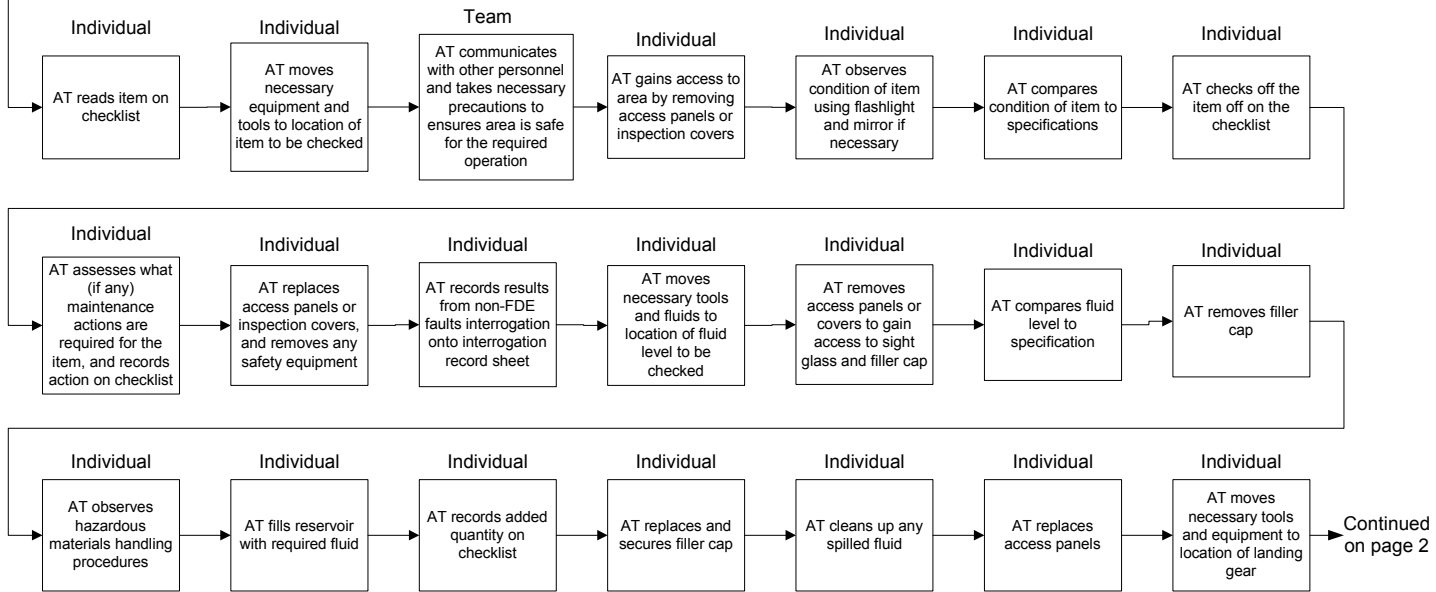 Individual
AT reads item on
checklist
Individual
AT moves
necessary
equipment and
tools to location of
item to be checked
Team
AT communicates
with other personnel
and takes necessary
precautions to
ensures area is safe
for the required
operation
Individual
AT gains access to
area by removing
access panels or
inspection covers
Individual
AT observes
condition of item
using flashlight
and mirror if
necessary
Individual
AT compares
condition of item to
specifications
Individual
AT checks off the
item off on the
checklist
Individual
AT assesses what
(if any)
maintenance
actions are
required for the
item, and records
action on checklist
Individual
AT replaces
access panels or
inspection covers,
and removes any
safety equipment
Individual
AT records results
from non-FDE
faults interrogation
onto interrogation
record sheet
Individual
AT moves
necessary tools
and fluids to
location of fluid
level to be
checked
Individual
AT removes
access panels or
covers to gain
access to sight
glass and filler cap
Individual
AT compares fluid
level to
specification
Individual
AT removes filler
cap
Individual
AT observes
hazardous
materials handling
procedures
Individual
AT fills reservoir
with required fluid
Individual
AT records added
quantity on
checklist
Individual
AT replaces and
secures filler cap
Individual
AT cleans up any
spilled fluid
Individual
AT replaces
access panels
Individual
AT moves
necessary tools
and equipment to
location of landing
gear
Continued
on page 2